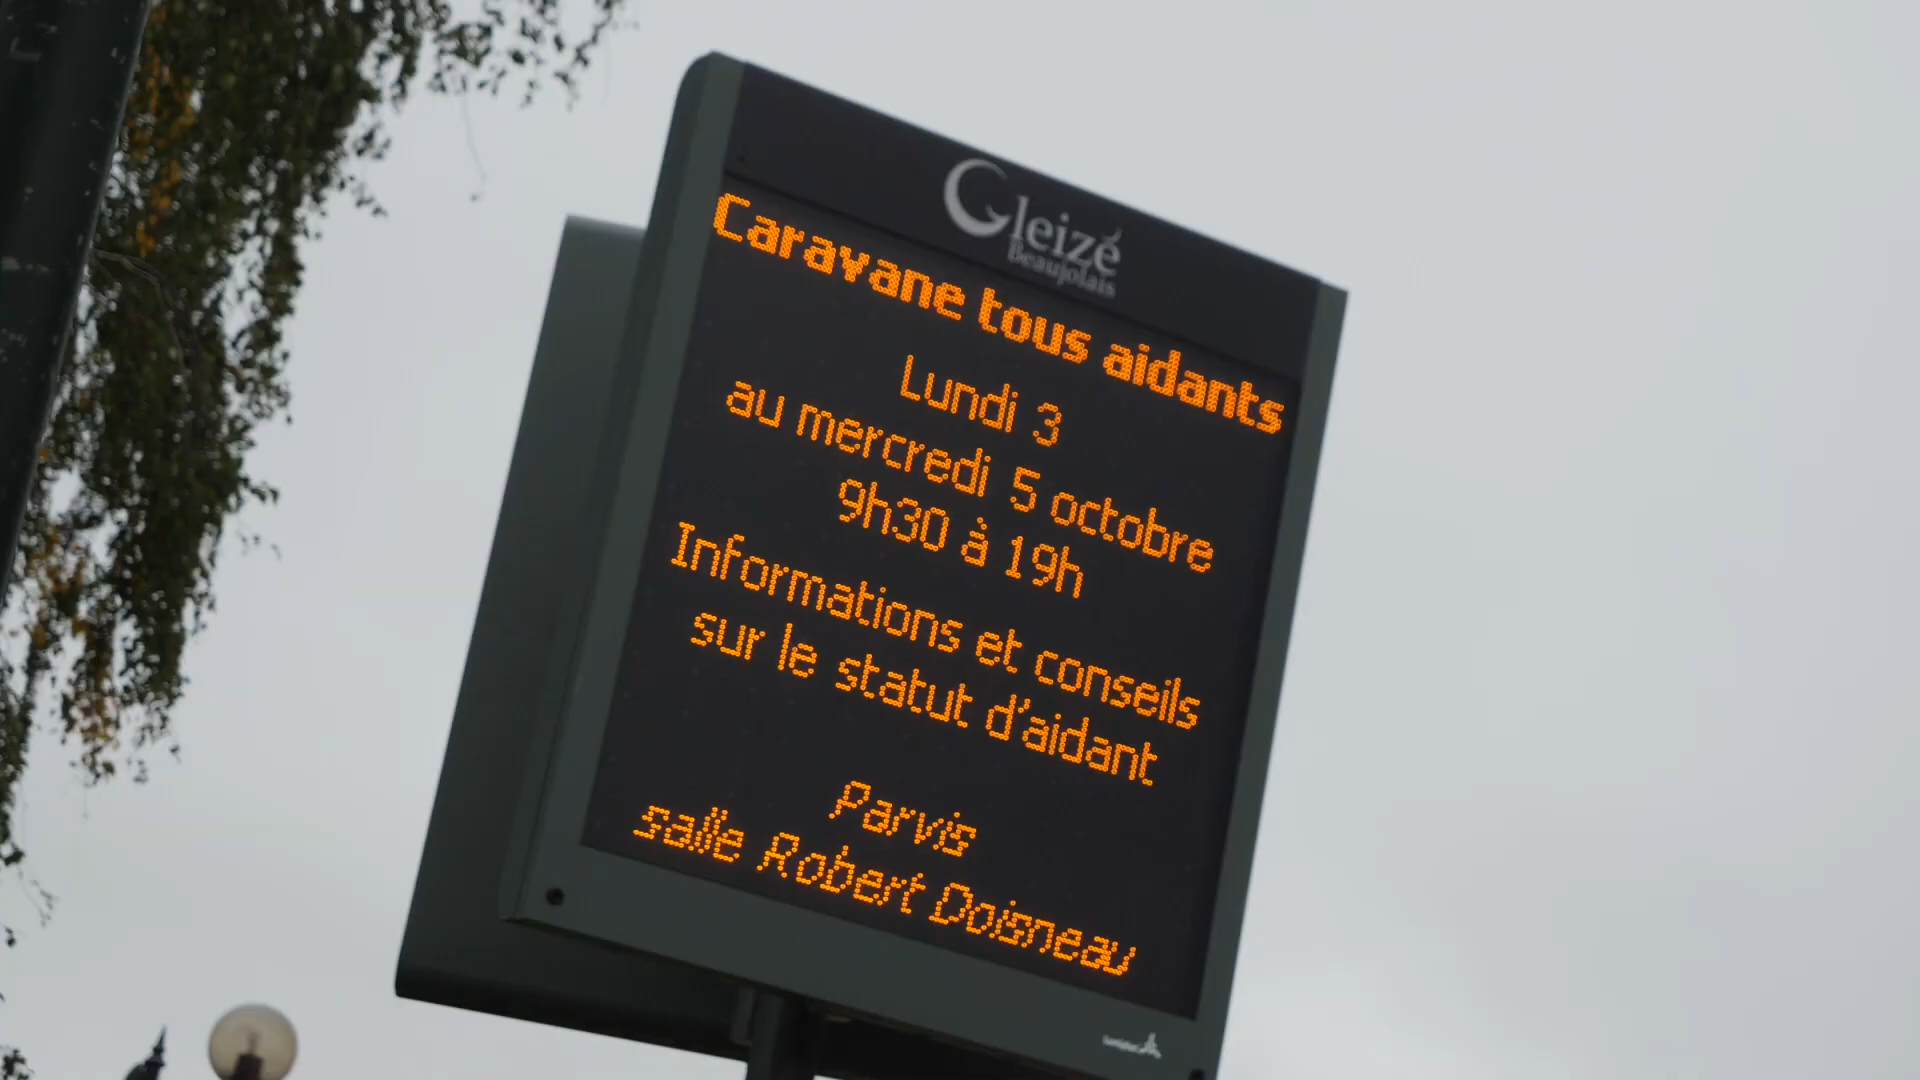 Gleizé
Beaujolais
Caravane tous aidants
Lundi 3
au mercredi 5 octobre
9h30 à 19h
Informations et conseils
sur le statut d'aidant
Parvis
salle Robert Doisneau